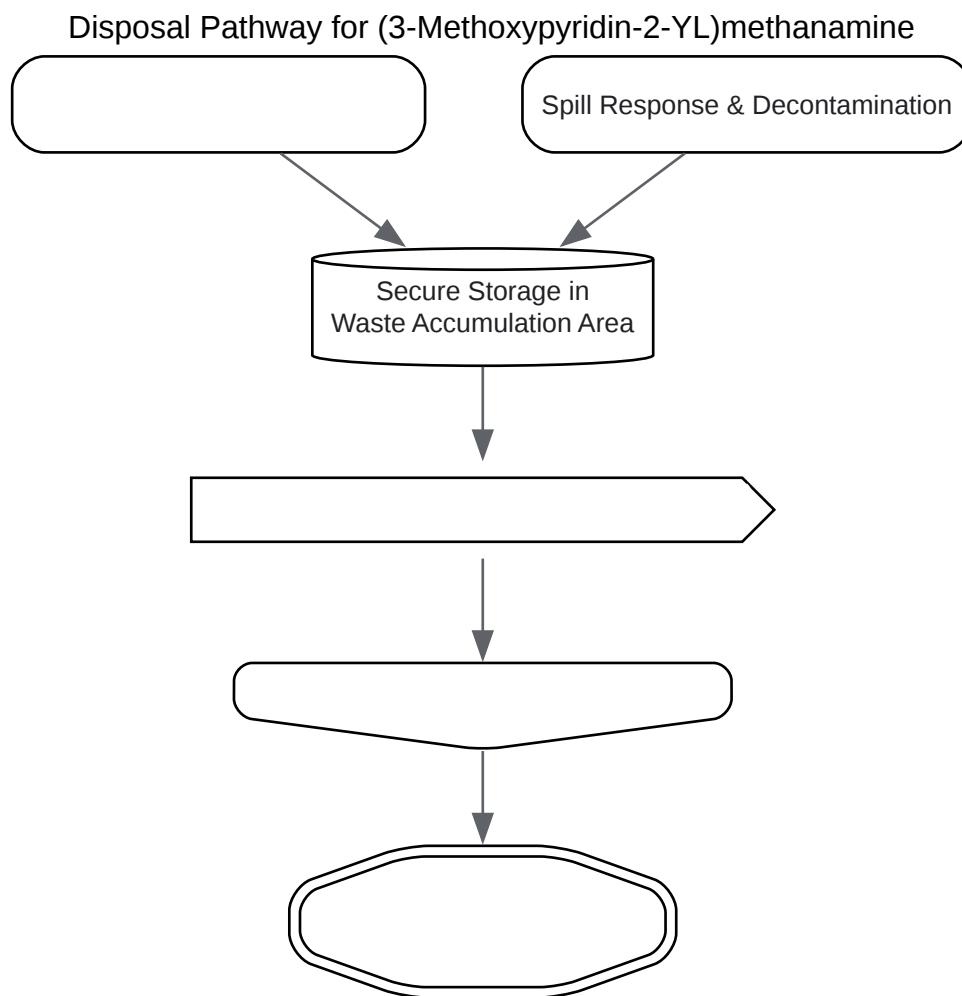 Disposal Pathway for (3-Methoxypyridin-2-YL)methanamine
Spill Response & Decontamination
Secure Storage in
Waste Accumulation Area